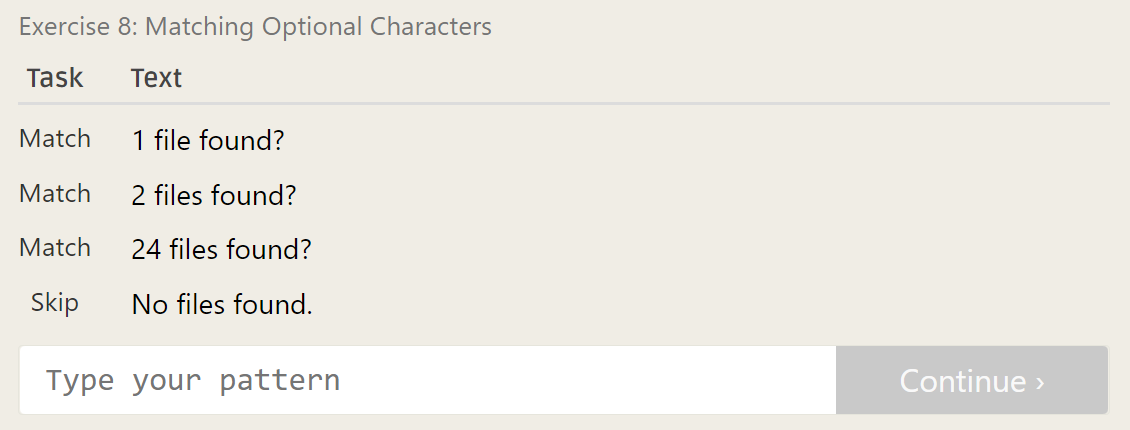 Exercise 8: Matching Optional Characters
Task Text
Match 1 file found?
Match 2 files found?
Match 24 files found?
Skip No files found.
Type your pattern Continue ›